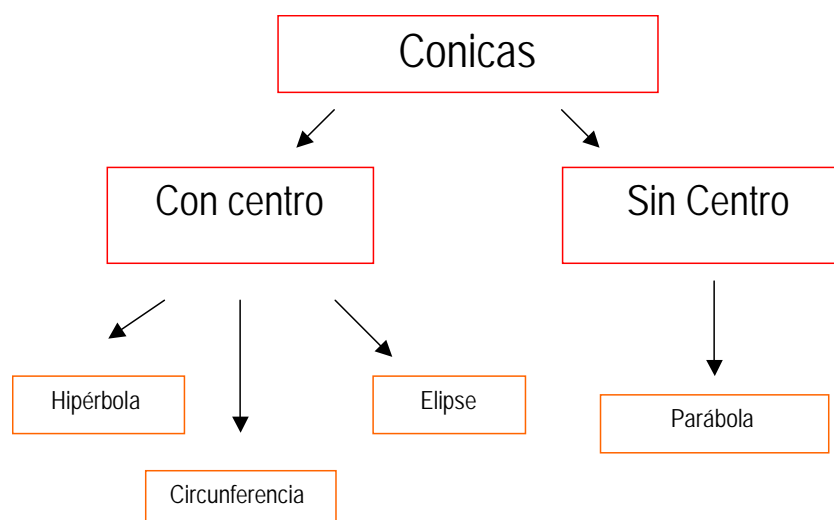 Conicas
Con centro
Sin Centro
Hipérbola
Elipse
Parábola
Circunferencia